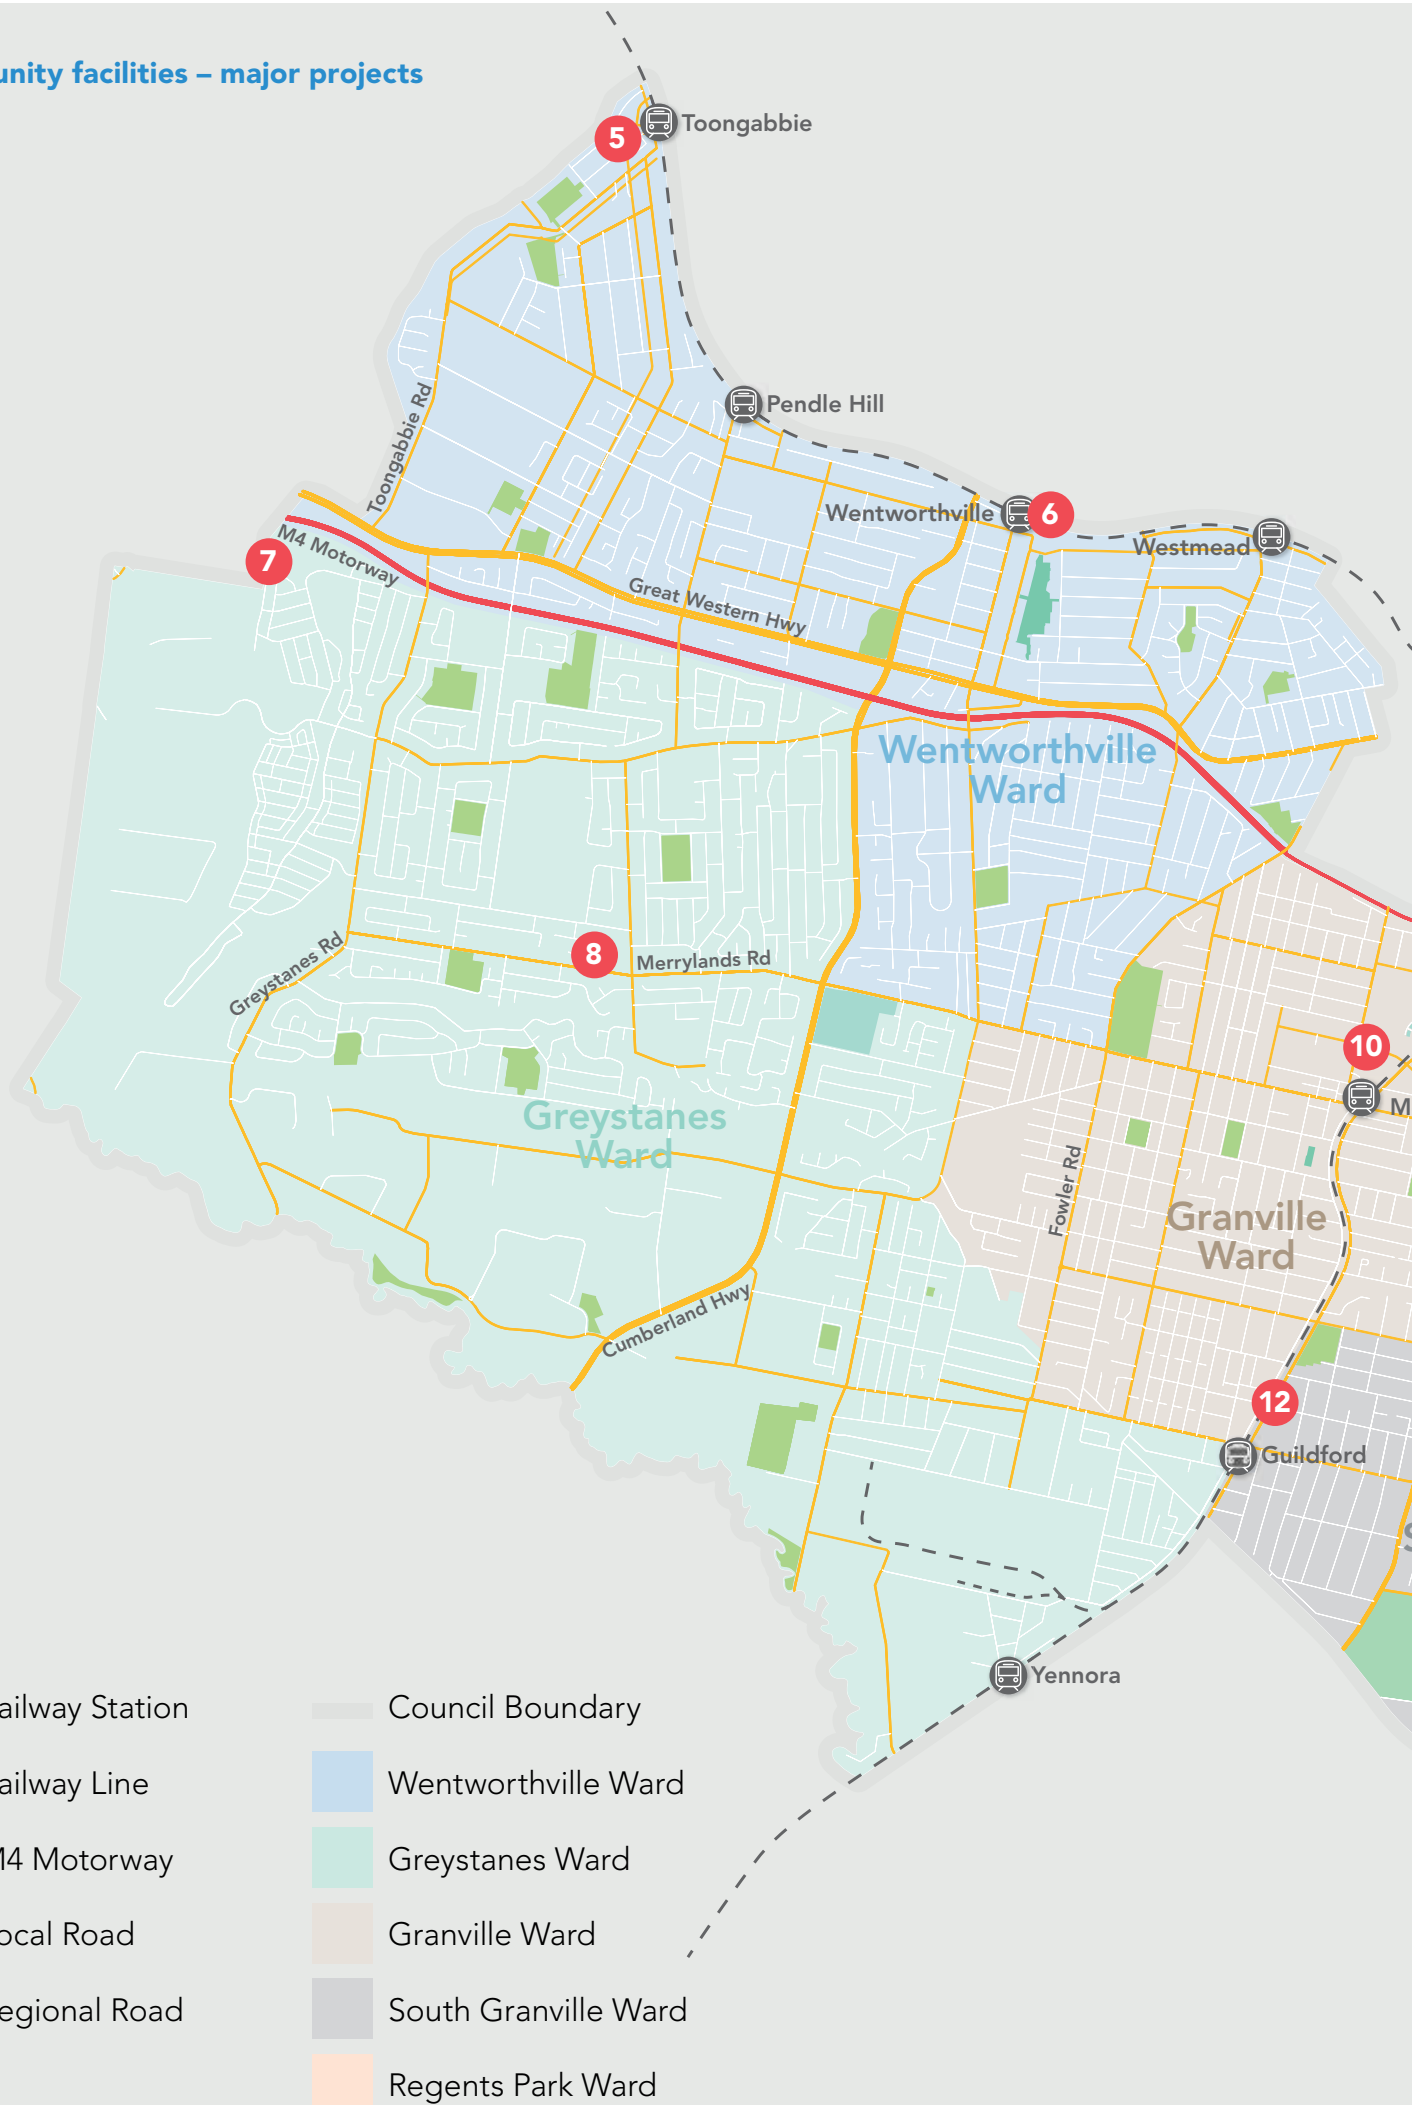 unity facilities – major projects
5
Toongabbie
Pendle Hill
Toongabbie Rd
Wentworthville
6
Westmead
7
M4 Motorway
Great Western Hwy
Wentworthville
Ward
8
Merrylands Rd
Greystanes Rd
10
M
Greystanes
Ward
Fowler Rd
Granville
Ward
Cumberland Hwy
12
Guildford
S
Yennora
ailway Station
ailway Line
M4 Motorway
ocal Road
egional Road
Council Boundary
Wentworthville Ward
Greystanes Ward
Granville Ward
South Granville Ward
Regents Park Ward